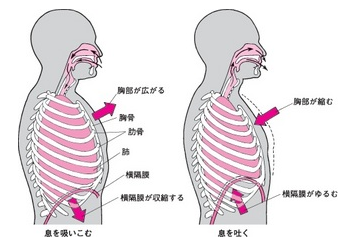 胸部が広がる
胸骨
肋骨
肺
横隔膜
横隔膜が収縮する
息を吸いこむ
胸部が縮む
横隔膜がゆるむ
息を吐く